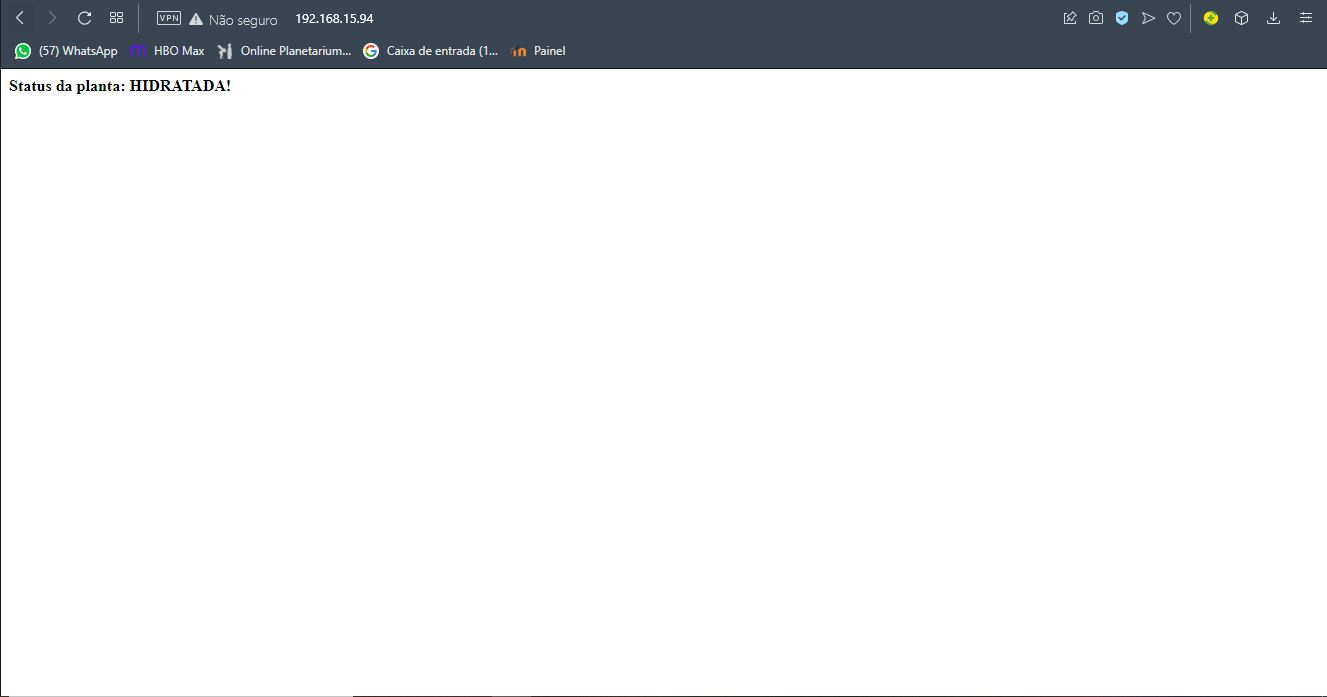 VPN Não seguro 192.168.15.94
(57) WhatsApp HBO Max Online Planetarium... Caixa de entrada (1... Painel
Status da planta: HIDRATADA!